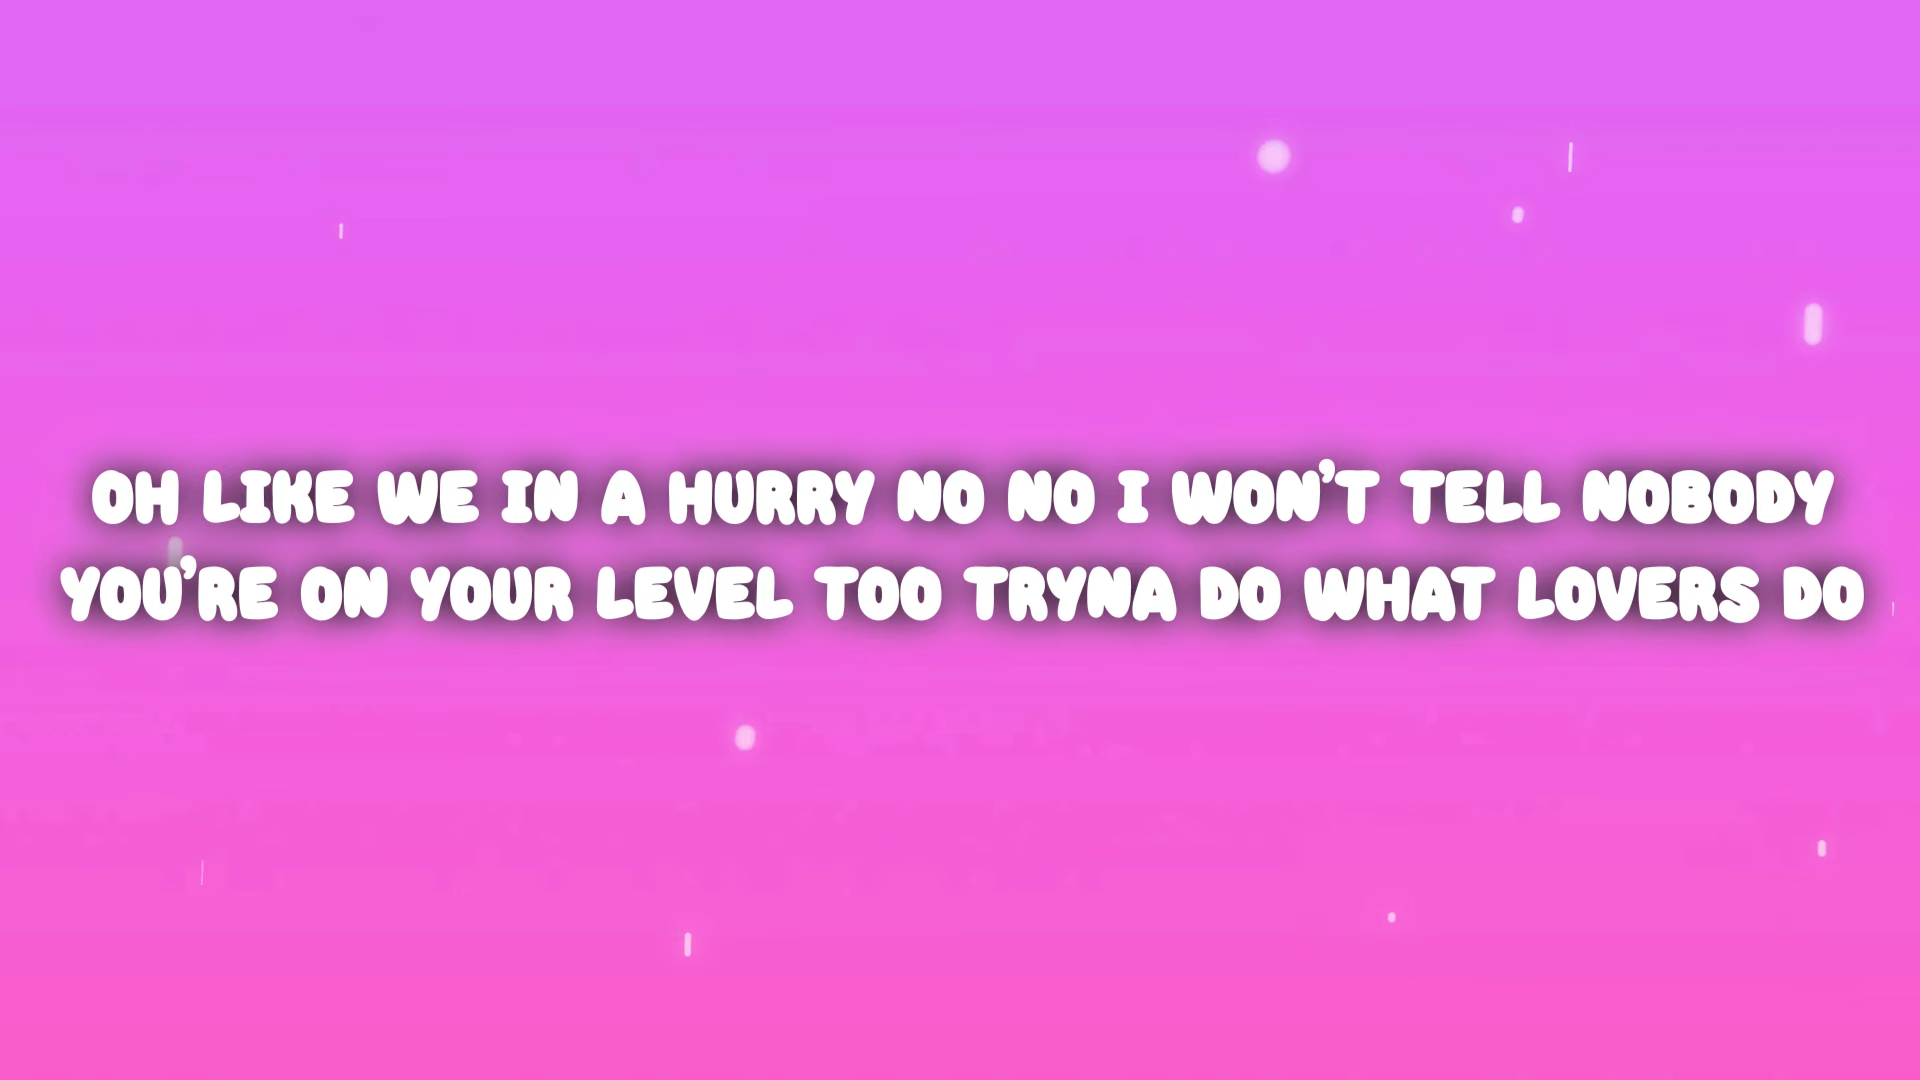 OH LIKE WE IN A HURRY NO NO I WON'T TELL NOBODY
YOU'RE ON YOUR LEVEL TOO TRYNA DO WHAT LOVERS DO